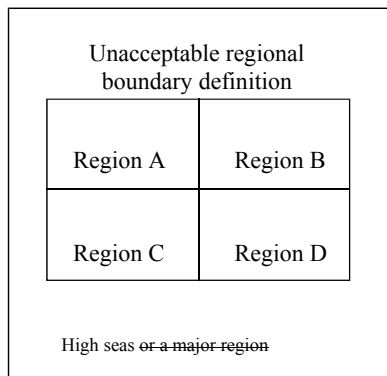 Unacceptable regional
boundary definition
Region A Region B
Region C Region D
High seas or a major region